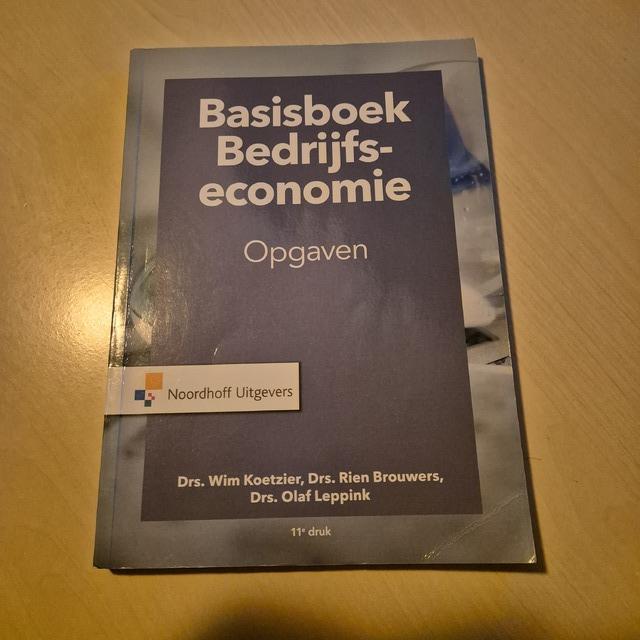 Basisboek
Bedrijfs-
economie
Opgaven
Noordhoff Uitgevers
Drs. Wim Koetzier, Drs. Rien Brouwers,
Drs. Olaf Leppink
11e druk